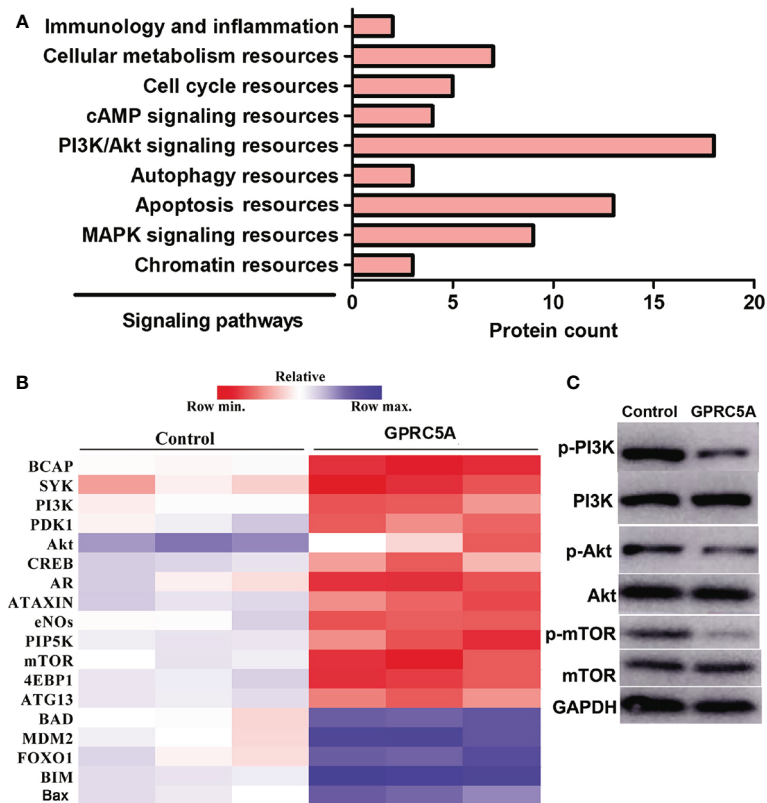 A
Immunology and inflammation
Cellular metabolism resources
Cell cycle resources
cAMP signaling resources
PI3K/Akt signaling resources
Autophagy resources
Apoptosis resources
MAPK signaling resources
Chromatin resources
0 5 10 15 20
Signaling pathways
Protein count
B
Relative
Row min. Row max.
Control GPRC5A
BCAP
SYK
PI3K
PDK1
Akt
CREB
AR
ATAXIN
eNOs
PIP5K
mTOR
4EBP1
ATG13
BAD
MDM2
FOXO1
BIM
Bax
C
Control GPRC5A
p-PI3K
PI3K
p-Akt
Akt
p-mTOR
mTOR
GAPDH